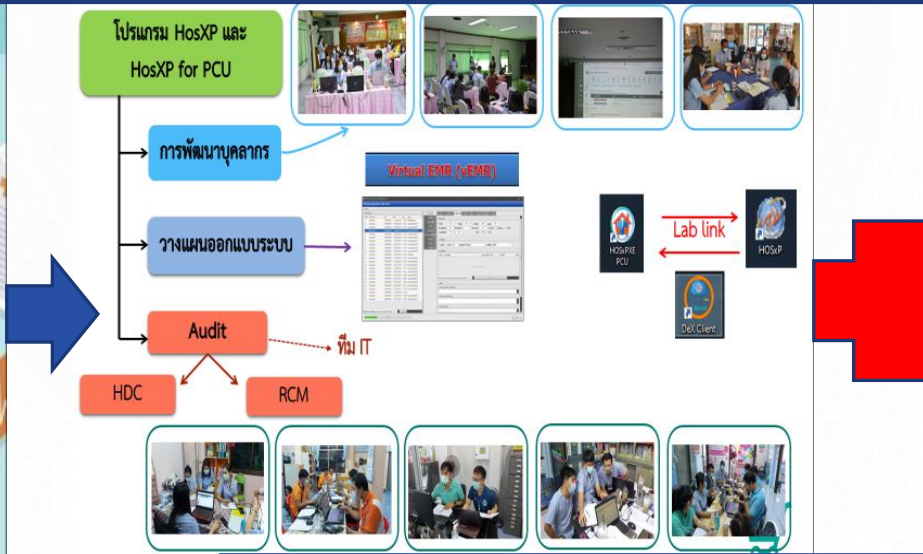 โปรแกรม HosXP และ
HosXP for PCU
การพัฒนาบุคลากร
Virtual EMR (vEMR)
วางแผนออกแบบระบบ
Lab link
HOSxPXE
PCU
HOSxP
DeX Client
Audit
ทีม IT
HDC
RCM